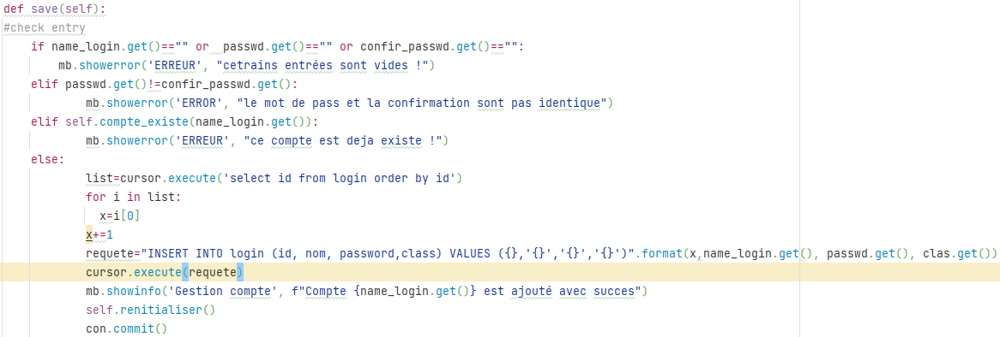 def save(self):
#check entry
    if name_login.get()=="" or  passwd.get()=="" or confir_passwd.get()=="":
        mb.showerror('ERREUR', "cetrains entrées sont vides !")
    elif passwd.get()!=confir_passwd.get():
            mb.showerror('ERROR', "le mot de pass et la confirmation sont pas identique")
    elif self.compte_existe(name_login.get()):
            mb.showerror('ERREUR', "ce compte est deja existe !")
    else:
            list=cursor.execute('select id from login order by id')
            for i in list:
              x=i[0]
            x+=1
            requete="INSERT INTO login (id, nom, password,class) VALUES ({},'{}','{}','{}')".format(x,name_login.get(), passwd.get(), clas.get())
            cursor.execute(requete)
            mb.showinfo('Gestion compte', f"Compte {name_login.get()} est ajouté avec succes")
            self.renitialiser()
            con.commit()